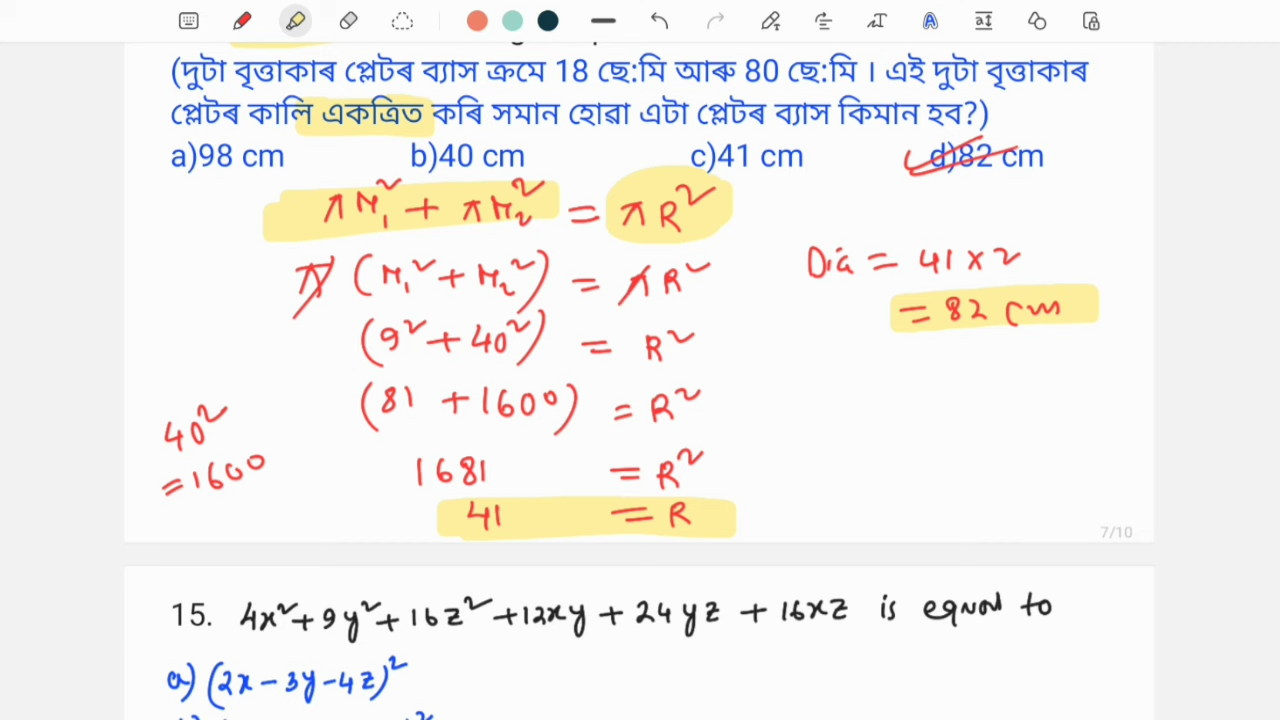 (দুটা বৃত্তাকাৰ প্লেটৰ ব্যাস ক্ৰমে 18 ছে:মি আৰু 80 ছে:মি । এই দুটা বৃত্তাকাৰ
প্লেটৰ কালি একত্ৰিত কৰি সমান হোৱা এটা প্লেটৰ ব্যাস কিমান হব?)
a)98 cm b)40 cm c)41 cm d)82 cm
πr₁² + πr₂² = πR²
π (r₁² + r₂²) = πR²
(9² + 40²) = R²
(81 + 1600) = R²
1681 = R²
41 = R
40²
=1600
Dia = 41 × 2
= 82 cm
7/10
15. 4x²+9y²+16z²+12xy+24yz+16xz is equal to
a) (2x-3y-4z)²